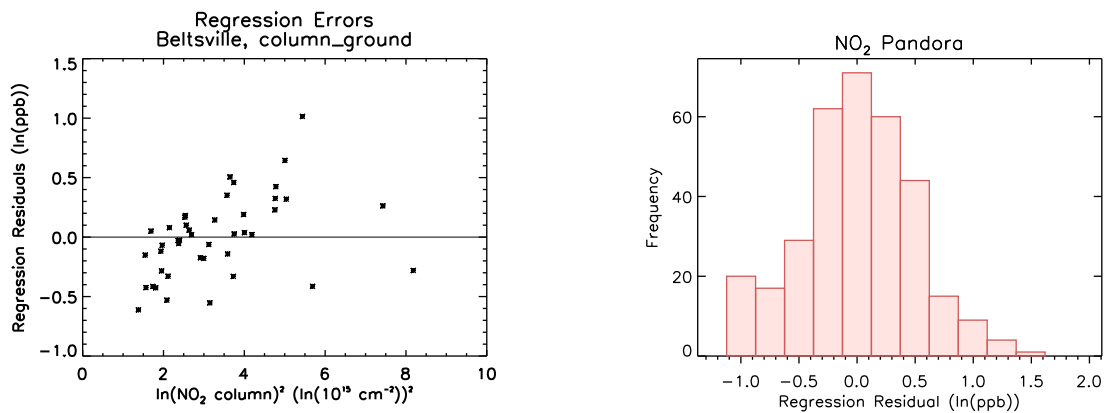 Regression Errors
Beltsville, column_ground
Regression Residuals (ln(ppb))
1.5
1.0
0.5
0.0
−0.5
−1.0
0 2 4 6 8 10
ln(NO₂ column)² (ln(10¹⁵ cm⁻²))²
NO₂ Pandora
Frequency
60
40
20
0
−1.0 −0.5 0.0 0.5 1.0 1.5 2.0
Regression Residual (ln(ppb))